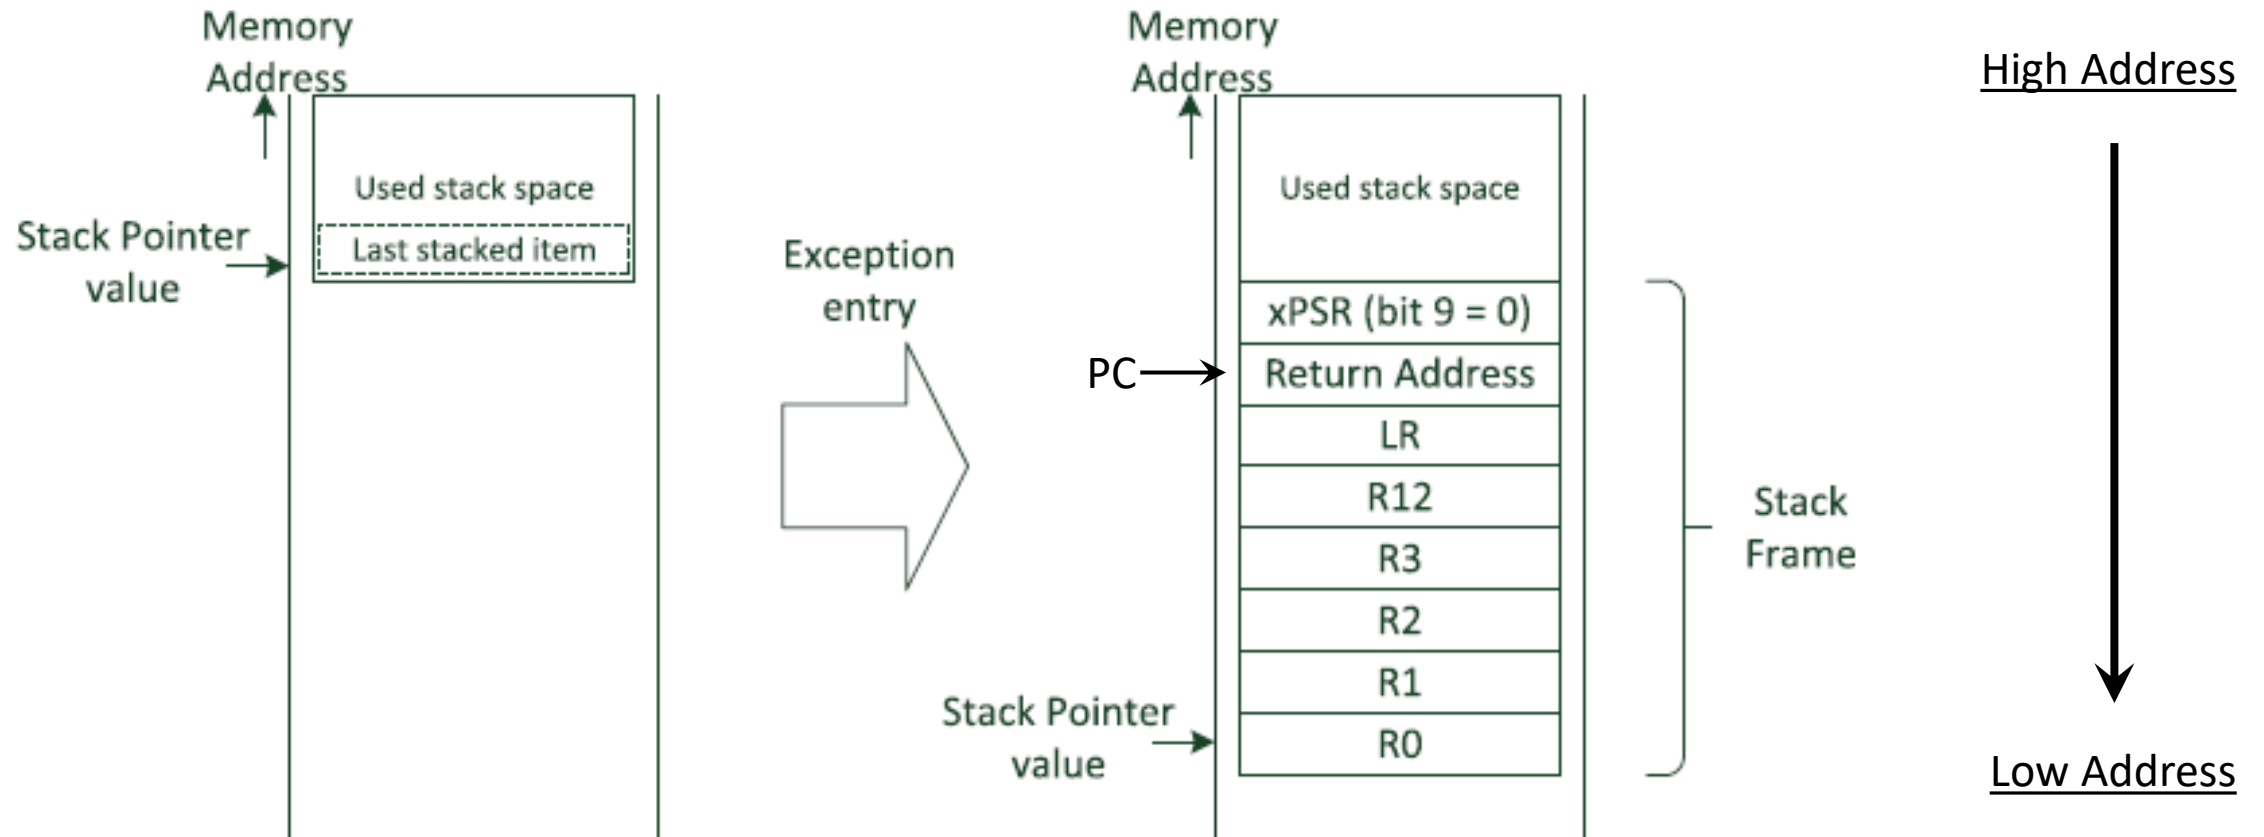 Memory
Address
Used stack space
Last stacked item
Stack Pointer
value
Exception
entry
Memory
Address
Used stack space
xPSR (bit 9 = 0)
PC
Return Address
LR
R12
R3
R2
R1
R0
Stack Pointer
value
Stack
Frame
High Address
Low Address